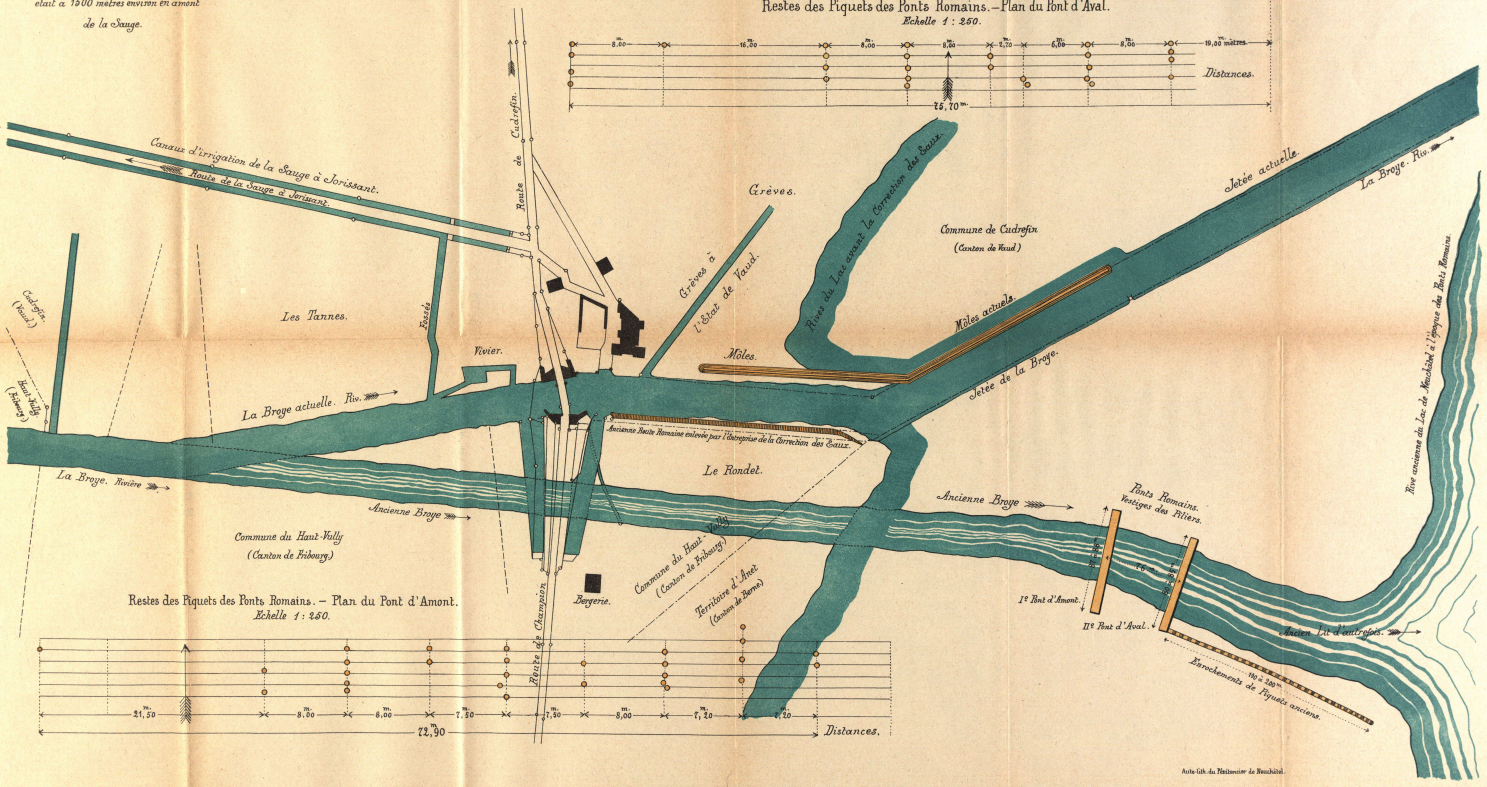 était à 1500 mètres environ en amont
de la Sauge.
Restes des Piquets des Ponts Romains.—Plan du Pont d'Aval.
Echelle 1 : 250.
m. m. m. m. m. m. m. m.
8,00 16,00 8,00 8,00 6,00 8,00 19,00 mètres.
Distances.
75,70 m.
Route de Cudrefin.
Canaux d'irrigation de la Sauge à Jorissant.
Route de la Sauge à Jorissant.
Grèves.
Grèves à
l'Etat de Vaud.
Rives du Lac avant la Correction des Eaux.
Commune de Cudrefin
(Canton de Vaud)
Jetée actuelle.
La Broye. Riv.
Rive ancienne du Lac de Neuchâtel à l'époque des Ponts Romains.
Cudrefin.
(Vaud.)
Haut-Vully
(Fribourg.)
Les Tannes.
Fossés
Vivier.
Môles.
Môles actuels.
Jetée de la Broye.
La Broye actuelle. Riv.
Ancienne Route Romaine enlevée par l'Entreprise de la Correction des Eaux.
Le Rondet.
La Broye. Rivière
Ancienne Broye
Ancienne Broye
Ponts Romains.
Vestiges des Piliers.
Commune du Haut-Vully
(Canton de Fribourg.)
Commune du Haut-Vully
(Canton de Fribourg.)
Territoire d'Anet
(Canton de Berne)
Bergerie.
Route de Champion
Iº Pont d'Amont.
IIº Pont d'Aval.
Ancien Lit d'autrefois.
Enrochements de Piquets anciens.
Restes des Piquets des Ponts Romains. — Plan du Pont d'Amont.
Echelle 1 : 250.
m. m. m. m. m. m. m. m.
21,50 8,00 8,00 7,50 7,50 8,00 7,20 7,20
Distances.
72,90 m.
Auto-lith. du Pénitencier de Neuchâtel.